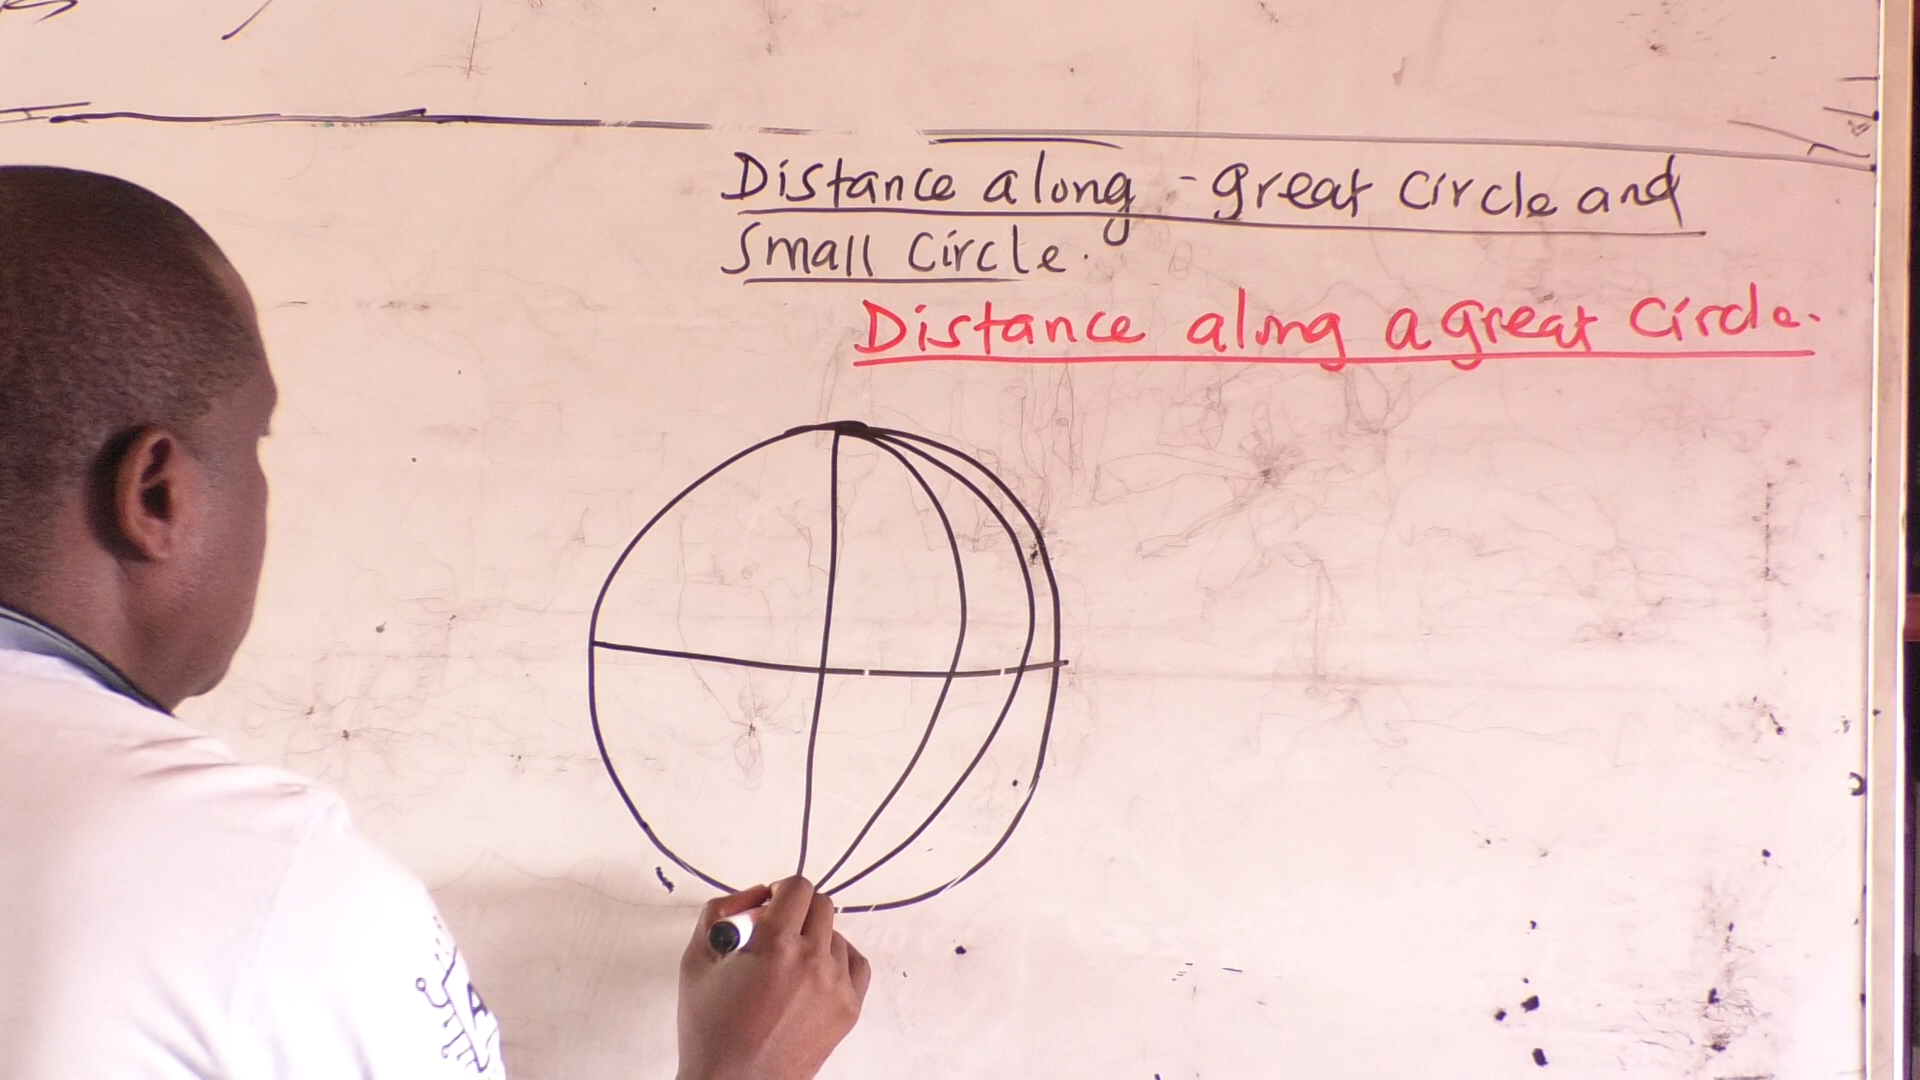 Distance along - great circle and
Small Circle.
Distance along a great Circle.